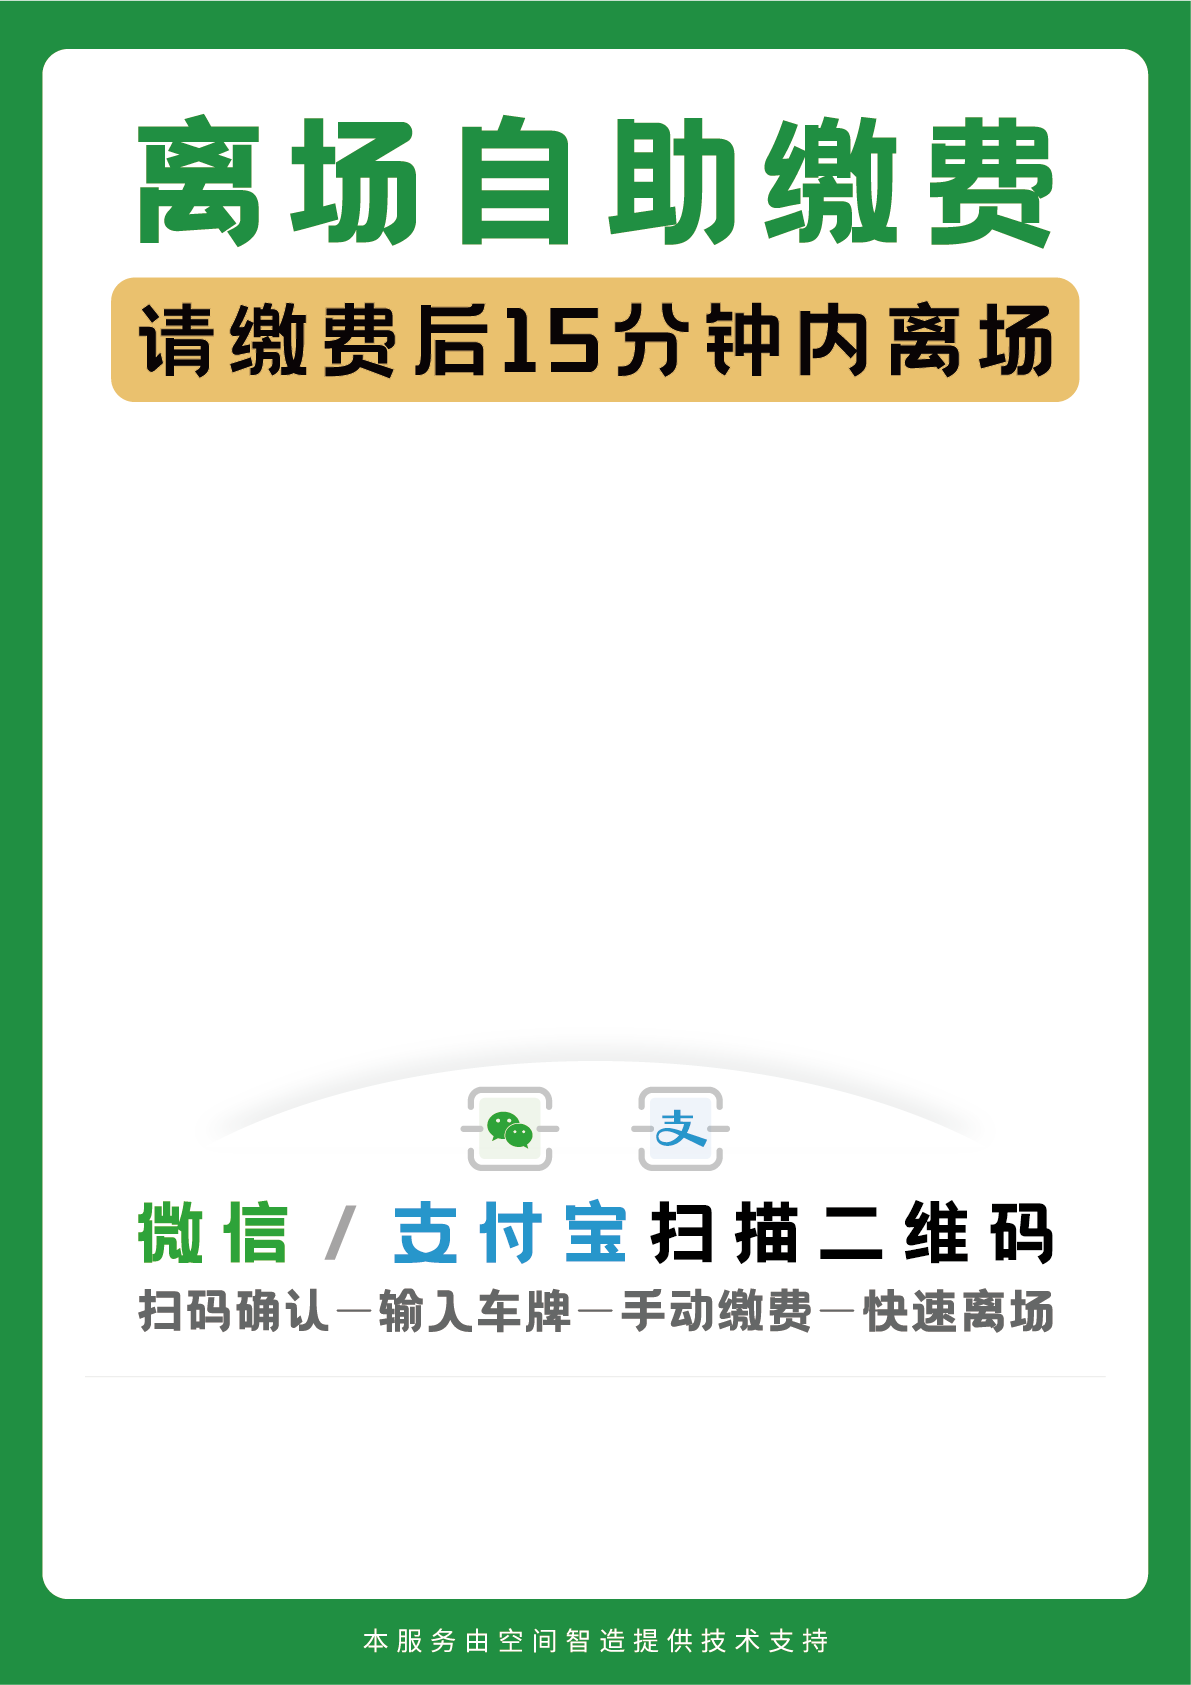 离场自助缴费
请缴费后15分钟内离场
支
微信 / 支付宝扫描二维码
扫码确认—输入车牌—手动缴费—快速离场
本服务由空间智造提供技术支持